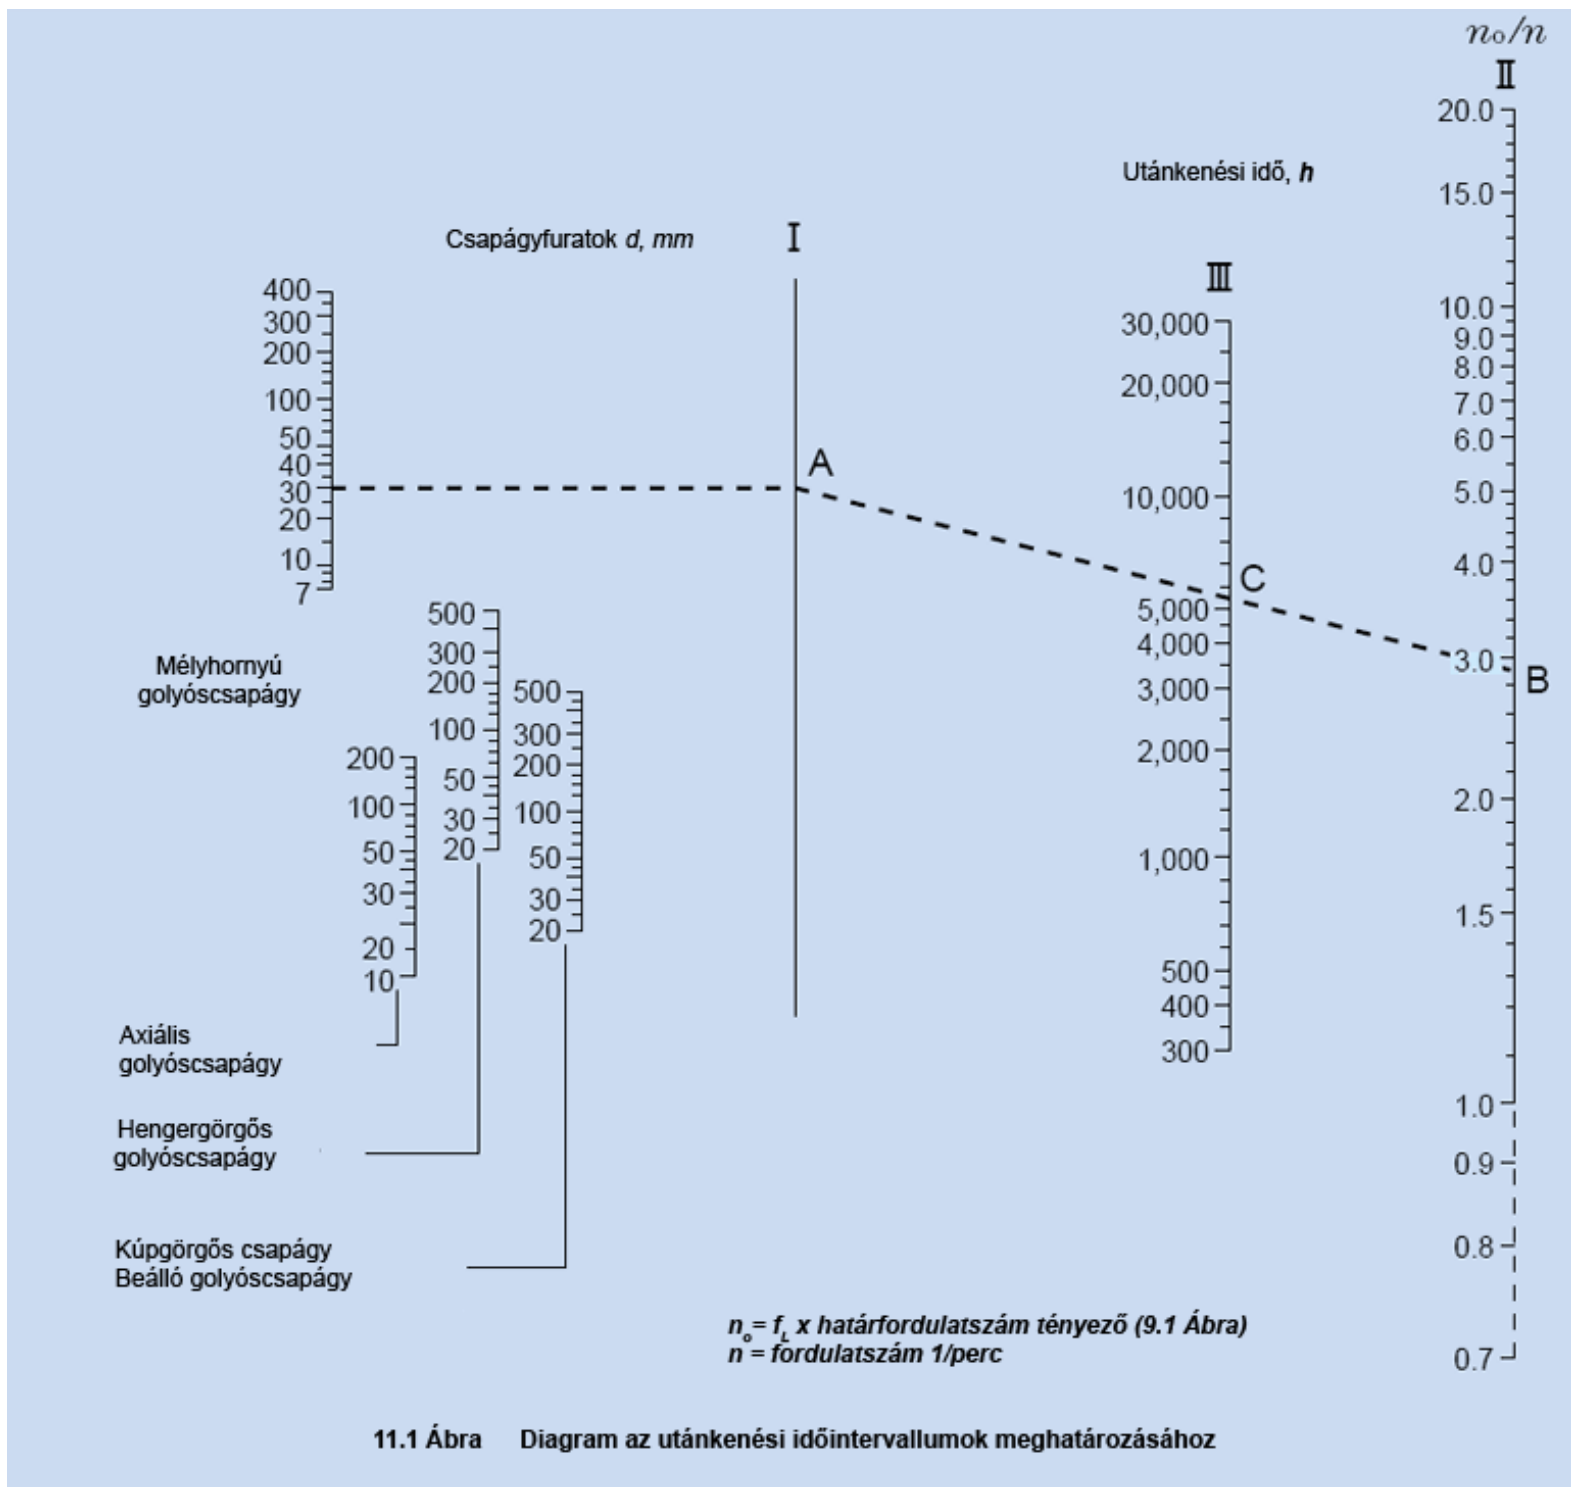 n₀/n
II
Utánkenési idő, h
Csapágyfuratok d, mm
I
III
400
300
200
100
50
40
30
20
10
7
Mélyhornyú
golyóscsapágy
500
300
200
100
50
30
20
500
300
200
100
50
30
20
200
100
50
30
20
10
Axiális
golyóscsapágy
Hengergörgős
golyóscsapágy
Kúpgörgős csapágy
Beálló golyóscsapágy
A
C
B
30,000
20,000
10,000
5,000
4,000
3,000
2,000
1,000
500
400
300
20.0
15.0
10.0
9.0
8.0
7.0
6.0
5.0
4.0
3.0
2.0
1.5
1.0
0.9
0.8
0.7
n₀= f_L x határfordulatszám tényező (9.1 Ábra)
n = fordulatszám 1/perc
11.1 Ábra Diagram az utánkenési időintervallumok meghatározásához